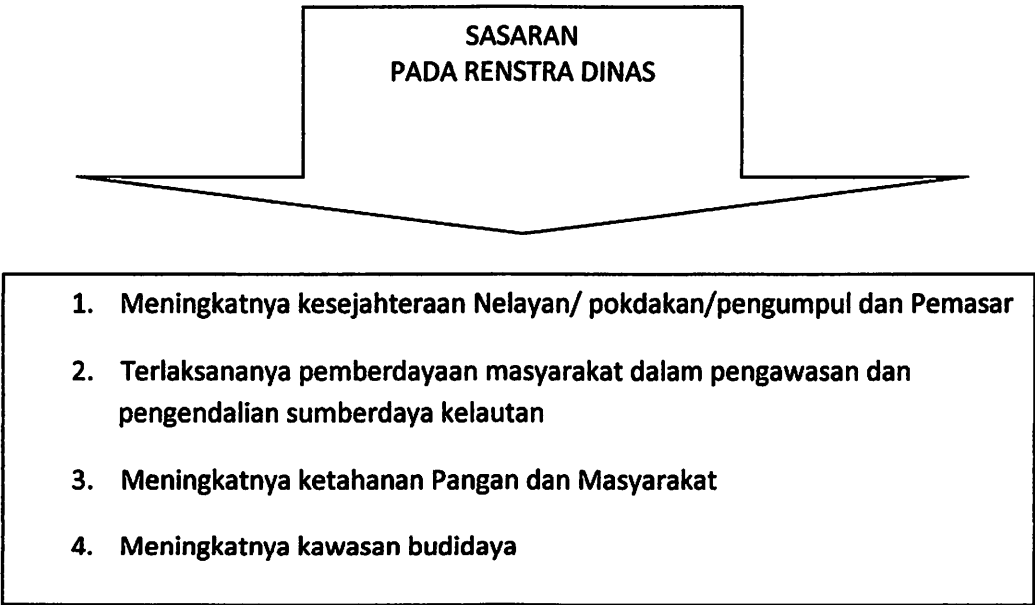 SASARAN
PADA RENSTRA DINAS
1. Meningkatnya kesejahteraan Nelayan/ pokdakan/pengumpul dan Pemasar
2. Terlaksananya pemberdayaan masyarakat dalam pengawasan dan
pengendalian sumberdaya kelautan
3. Meningkatnya ketahanan Pangan dan Masyarakat
4. Meningkatnya kawasan budidaya